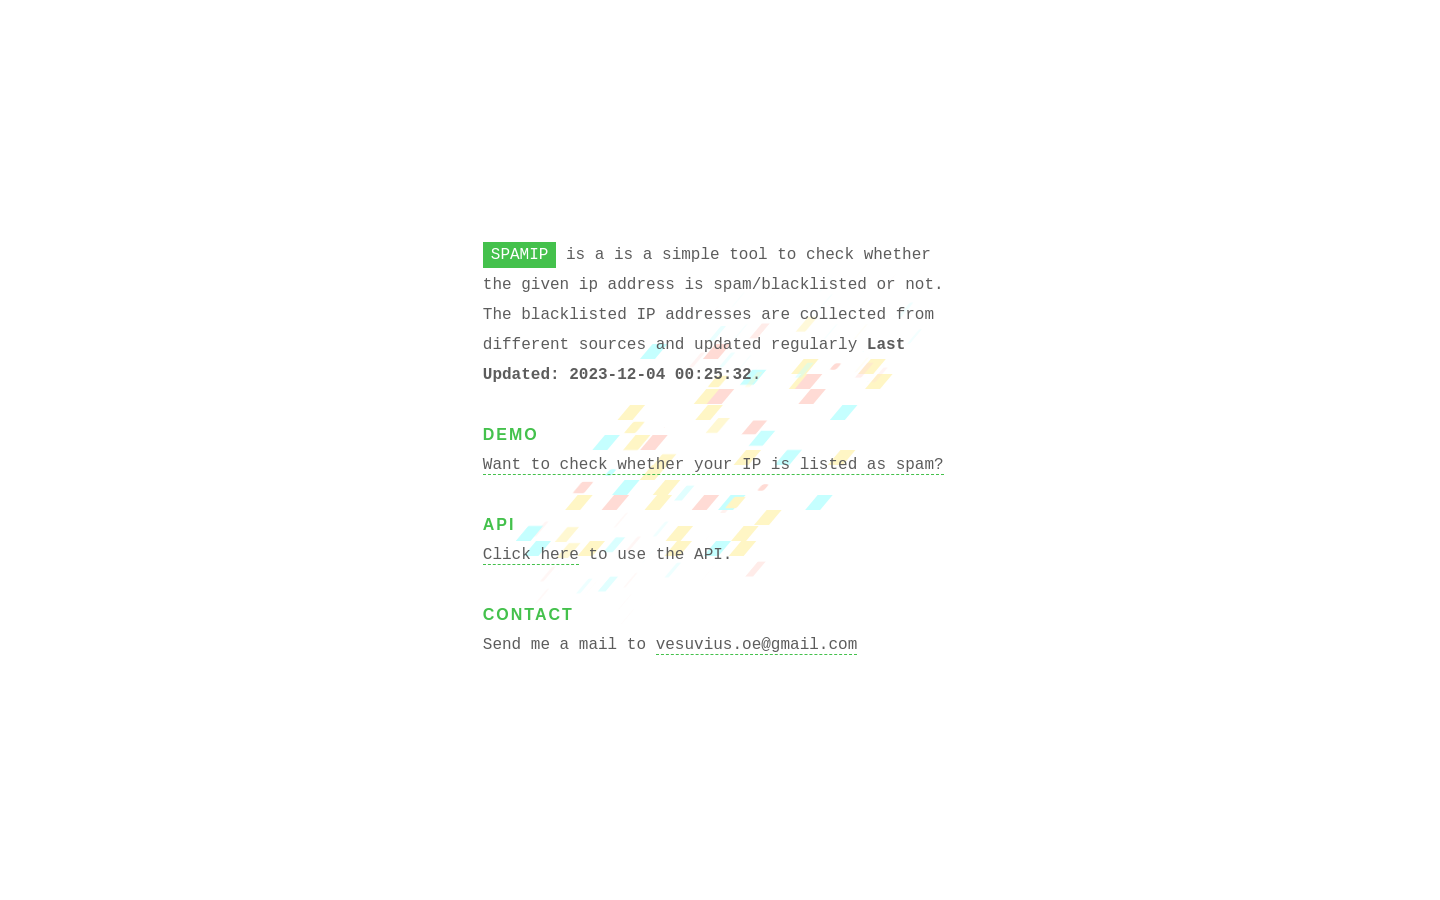 SPAMIP is a is a simple tool to check whether
the given ip address is spam/blacklisted or not.
The blacklisted IP addresses are collected from
different sources and updated regularly Last
Updated: 2023-12-04 00:25:32.
DEMO
Want to check whether your IP is listed as spam?
API
Click here to use the API.
CONTACT
Send me a mail to vesuvius.oe@gmail.com